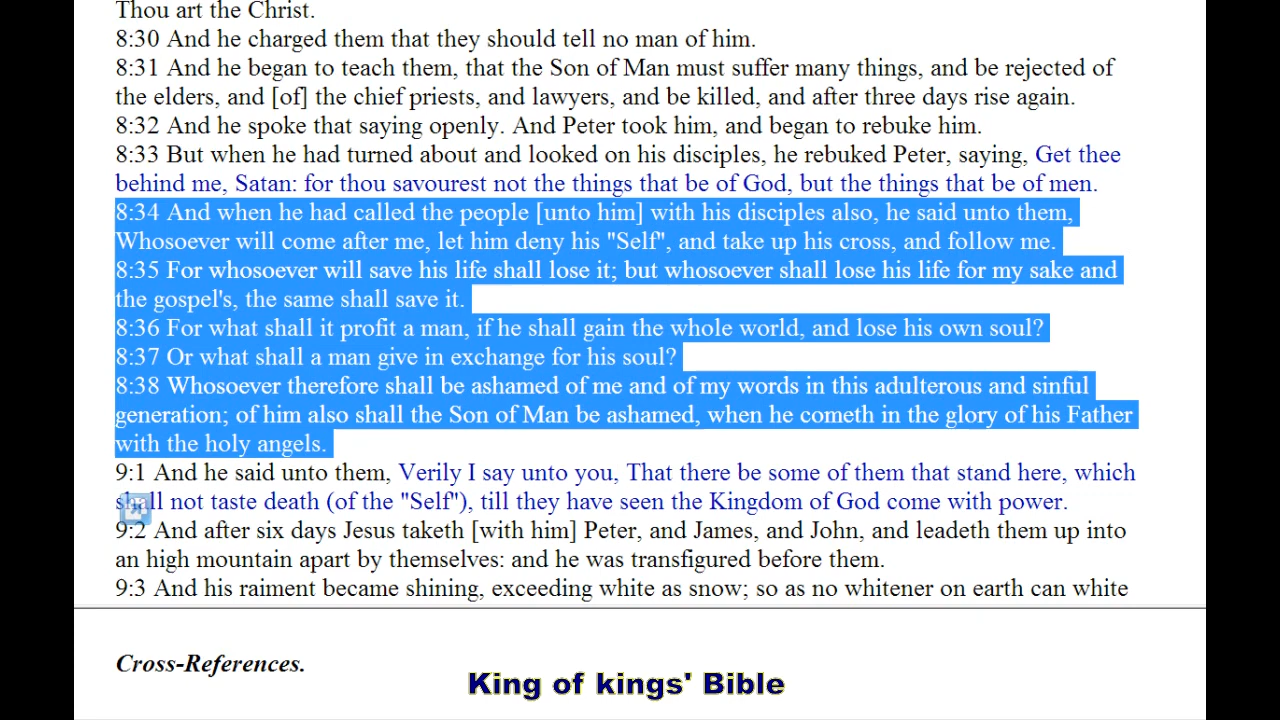 Thou art the Christ.
8:30 And he charged them that they should tell no man of him.
8:31 And he began to teach them, that the Son of Man must suffer many things, and be rejected of
the elders, and [of] the chief priests, and lawyers, and be killed, and after three days rise again.
8:32 And he spoke that saying openly. And Peter took him, and began to rebuke him.
8:33 But when he had turned about and looked on his disciples, he rebuked Peter, saying, Get thee
behind me, Satan: for thou savourest not the things that be of God, but the things that be of men.
8:34 And when he had called the people [unto him] with his disciples also, he said unto them,
Whosoever will come after me, let him deny his "Self", and take up his cross, and follow me.
8:35 For whosoever will save his life shall lose it; but whosoever shall lose his life for my sake and
the gospel's, the same shall save it.
8:36 For what shall it profit a man, if he shall gain the whole world, and lose his own soul?
8:37 Or what shall a man give in exchange for his soul?
8:38 Whosoever therefore shall be ashamed of me and of my words in this adulterous and sinful
generation; of him also shall the Son of Man be ashamed, when he cometh in the glory of his Father
with the holy angels.
9:1 And he said unto them, Verily I say unto you, That there be some of them that stand here, which
shall not taste death (of the "Self"), till they have seen the Kingdom of God come with power.
9:2 And after six days Jesus taketh [with him] Peter, and James, and John, and leadeth them up into
an high mountain apart by themselves: and he was transfigured before them.
9:3 And his raiment became shining, exceeding white as snow; so as no whitener on earth can white
Cross-References.
King of kings' Bible